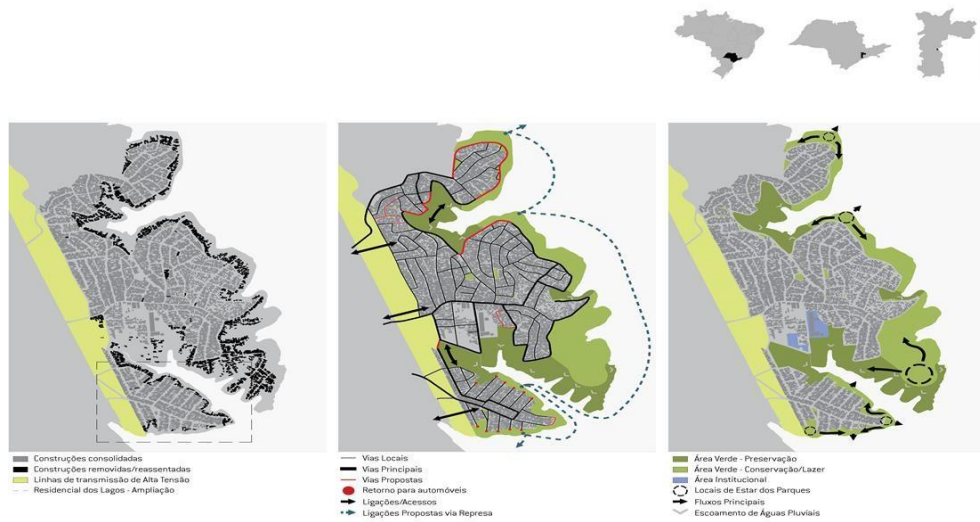 Construções consolidadas
Construções removidas/reassentadas
Linhas de transmissão de Alta Tensão
Residencial dos Lagos - Ampliação
Vias Locais
Vias Principais
Vias Propostas
Retorno para automóveis
Ligações/Acessos
Ligações Propostas via Represa
Área Verde - Preservação
Área Verde - Conservação/Lazer
Área Institucional
Locais de Estar dos Parques
Fluxos Principais
Escoamento de Águas Pluviais